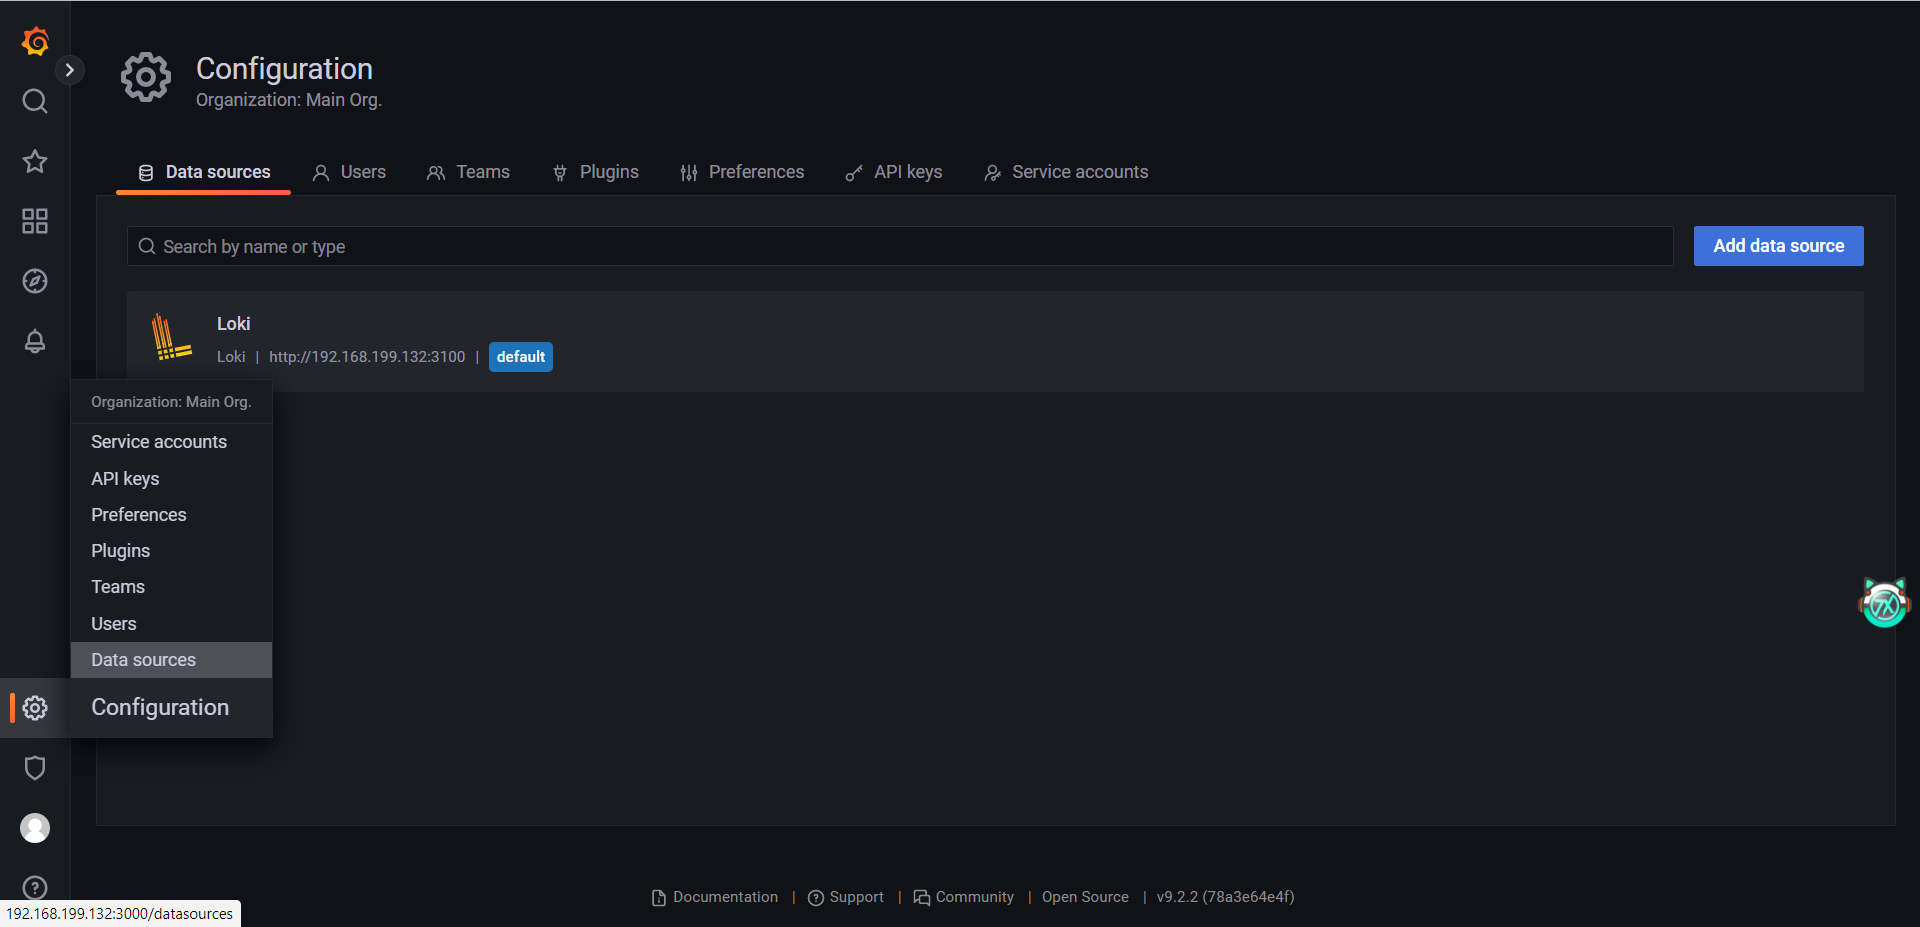 Configuration
Organization: Main Org.
Data sources
Users
Teams
Plugins
Preferences
API keys
Service accounts
Search by name or type
Add data source
Loki
Loki | http://192.168.199.132:3100 | default
Organization: Main Org.
Service accounts
API keys
Preferences
Plugins
Teams
Users
Data sources
Configuration
Documentation | Support | Community | Open Source | v9.2.2 (78a3e64e4f)
192.168.199.132:3000/datasources